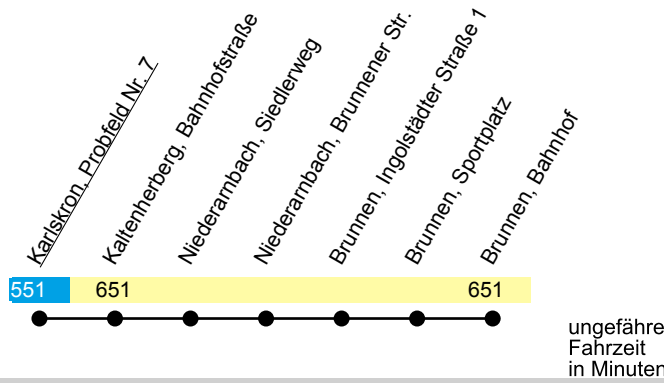 Karlskron, Probfeld Nr. 7
Kaltenherberg, Bahnhofstraße
Niederarnbach, Siedlerweg
Niederarnbach, Brunnener Str.
Brunnen, Ingolstädter Straße 1
Brunnen, Sportplatz
Brunnen, Bahnhof
551 651 651
ungefähre
Fahrzeit
in Minuten